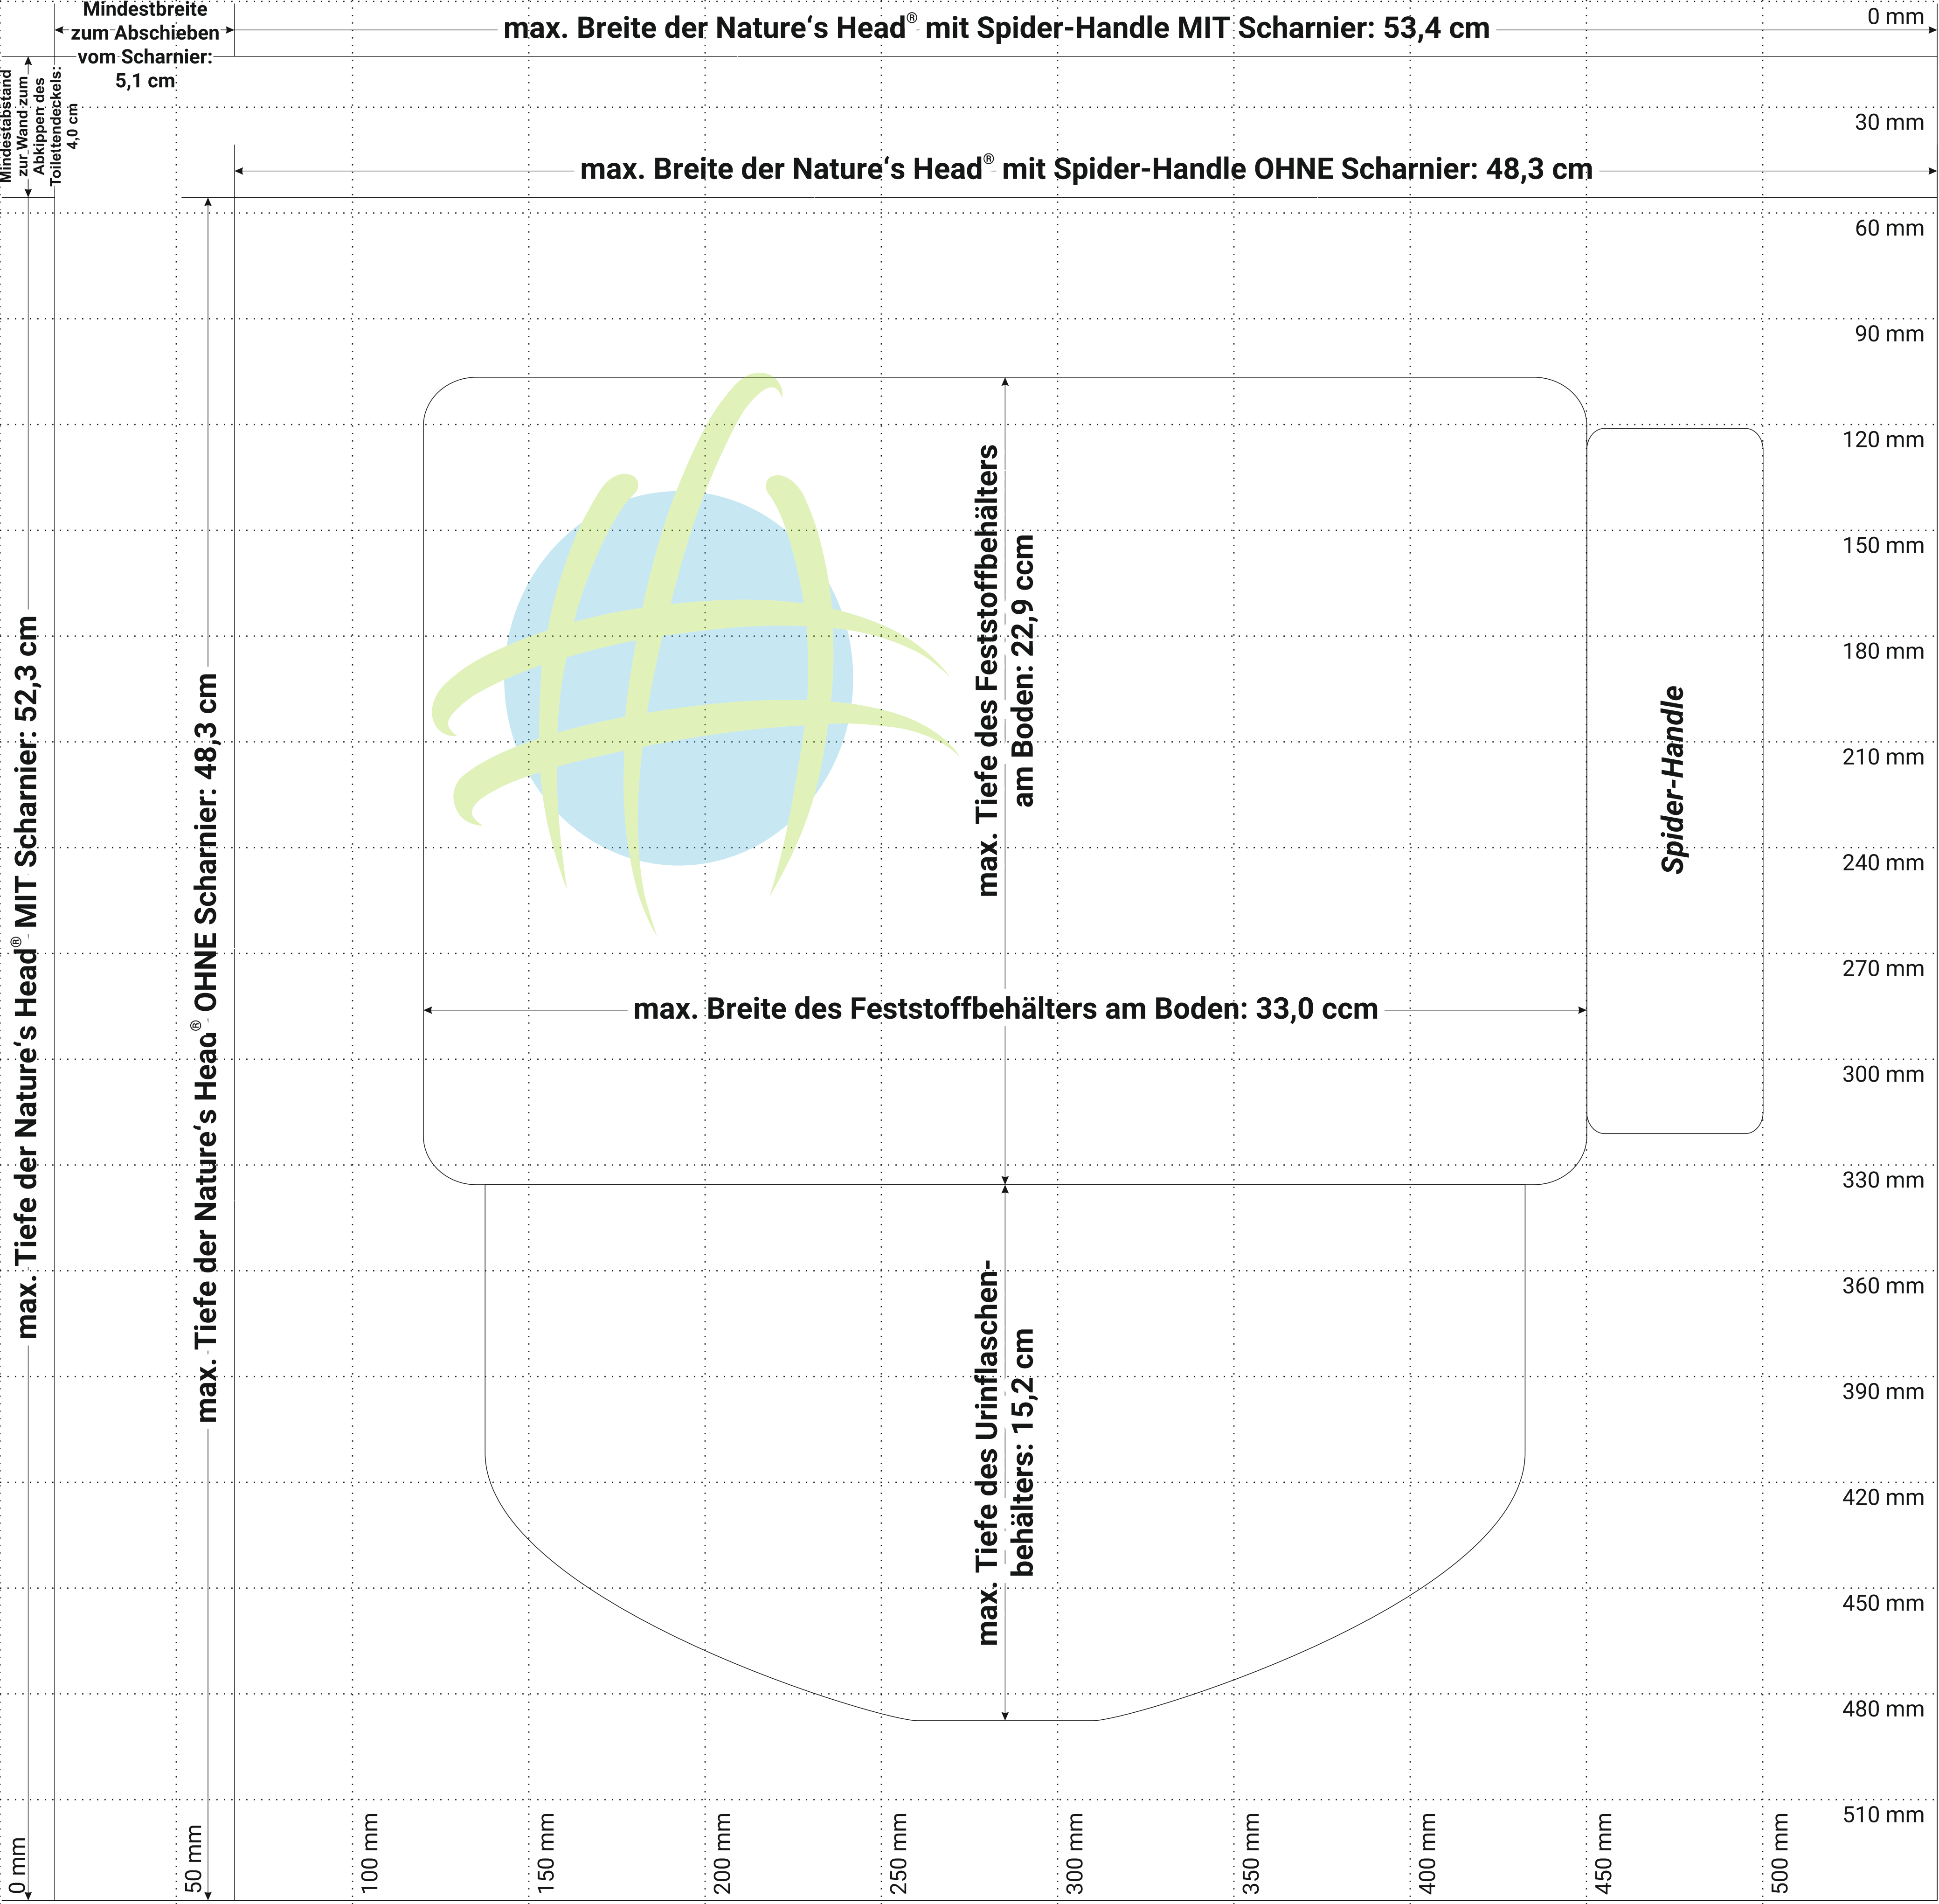 Mindestbreite
zum Abschieben
vom Scharnier:
5,1 cm
max. Breite der Nature‘s Head® mit Spider-Handle MIT Scharnier: 53,4 cm
Mindestabstand
zur Wand zum
Abkippen des
Toilettendeckels:
4,0 cm
max. Breite der Nature‘s Head® mit Spider-Handle OHNE Scharnier: 48,3 cm
max. Tiefe der Nature‘s Head® MIT Scharnier: 52,3 cm
max. Tiefe der Nature‘s Head® OHNE Scharnier: 48,3 cm
max. Tiefe des Feststoffbehälters
am Boden: 22,9 ccm
Spider-Handle
max. Breite des Feststoffbehälters am Boden: 33,0 ccm
max. Tiefe des Urinflaschen-
behälters: 15,2 cm
0 mm
30 mm
60 mm
90 mm
120 mm
150 mm
180 mm
210 mm
240 mm
270 mm
300 mm
330 mm
360 mm
390 mm
420 mm
450 mm
480 mm
510 mm
0 mm
50 mm
100 mm
150 mm
200 mm
250 mm
300 mm
350 mm
400 mm
450 mm
500 mm